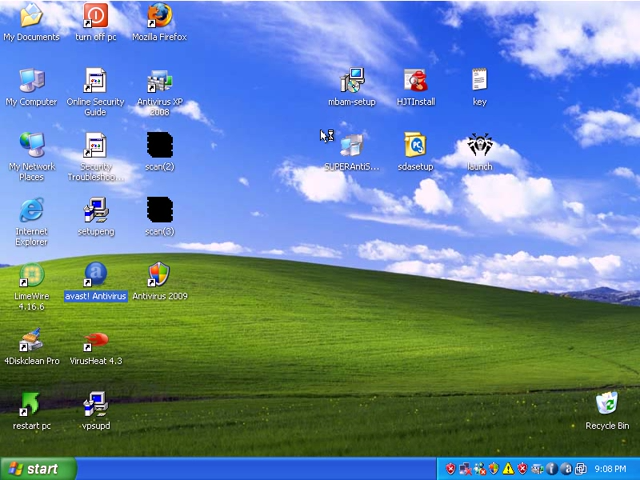 My Documents
turn off pc
Mozilla Firefox
My Computer
Online Security
Guide
Antivirus XP
2008
mbam-setup
HJTInstall
key
My Network
Places
Security
Troubleshoo...
scan(2)
SUPERAntiS...
sdasetup
launch
Internet
Explorer
setupeng
scan(3)
LimeWire
4.16.6
avast! Antivirus
Antivirus 2009
4Diskclean Pro
VirusHeat 4.3
restart pc
vpsupd
Recycle Bin
start
9:08 PM